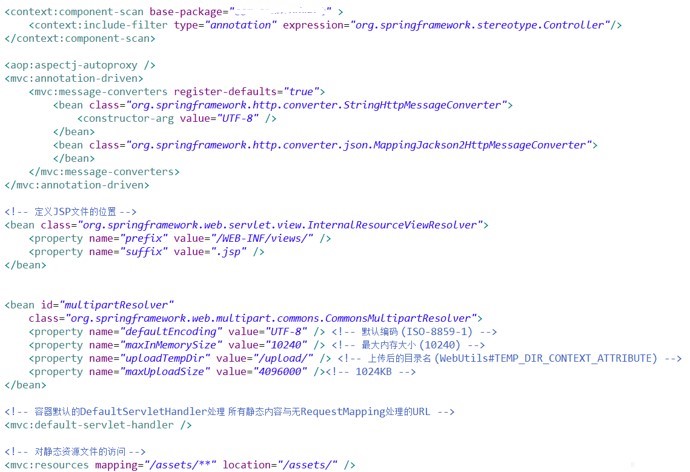 <context:component-scan base-package=" " >
<context:include-filter type="annotation" expression="org.springframework.stereotype.Controller"/>
</context:component-scan>
<aop:aspectj-autoproxy />
<mvc:annotation-driven>
<mvc:message-converters register-defaults="true">
<bean class="org.springframework.http.converter.StringHttpMessageConverter">
<constructor-arg value="UTF-8" />
</bean>
<bean class="org.springframework.http.converter.json.MappingJackson2HttpMessageConverter">
</bean>
</mvc:message-converters>
</mvc:annotation-driven>
<!-- 定义JSP文件的位置 -->
<bean class="org.springframework.web.servlet.view.InternalResourceViewResolver">
<property name="prefix" value="/WEB-INF/views/" />
<property name="suffix" value=".jsp" />
</bean>
<bean id="multipartResolver"
class="org.springframework.web.multipart.commons.CommonsMultipartResolver">
<property name="defaultEncoding" value="UTF-8" /> <!-- 默认编码 (ISO-8859-1) -->
<property name="maxInMemorySize" value="10240" /> <!-- 最大内存大小 (10240) -->
<property name="uploadTempDir" value="/upload/" /> <!-- 上传后的目录名 (WebUtils#TEMP_DIR_CONTEXT_ATTRIBUTE) -->
<property name="maxUploadSize" value="4096000" /><!-- 1024KB -->
</bean>
<!-- 容器默认的DefaultServletHandler处理 所有静态内容与无RequestMapping处理的URL -->
<mvc:default-servlet-handler />
<!-- 对静态资源文件的访问 -->
<mvc:resources mapping="/assets/**" location="/assets/" />